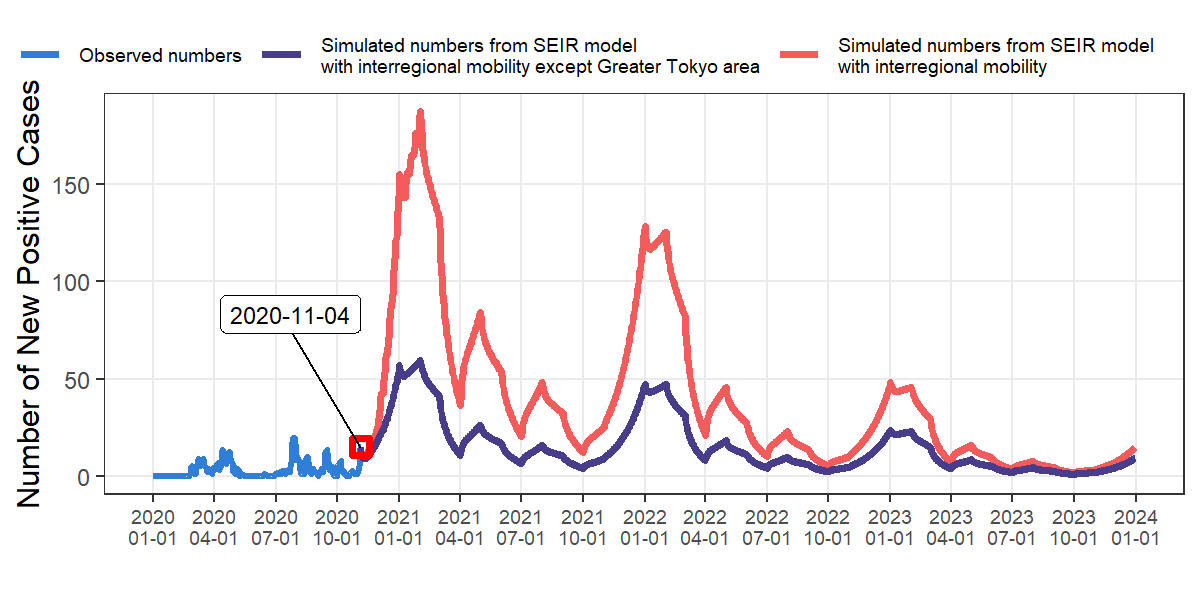 Observed numbers
Simulated numbers from SEIR model
with interregional mobility except Greater Tokyo area
Simulated numbers from SEIR model
with interregional mobility
Number of New Positive Cases
150
100
50
0
2020-11-04
2020 2020 2020 2020 2021 2021 2021 2021 2022 2022 2022 2022 2023 2023 2023 2023 2024
01-01 04-01 07-01 10-01 01-01 04-01 07-01 10-01 01-01 04-01 07-01 10-01 01-01 04-01 07-01 10-01 01-01